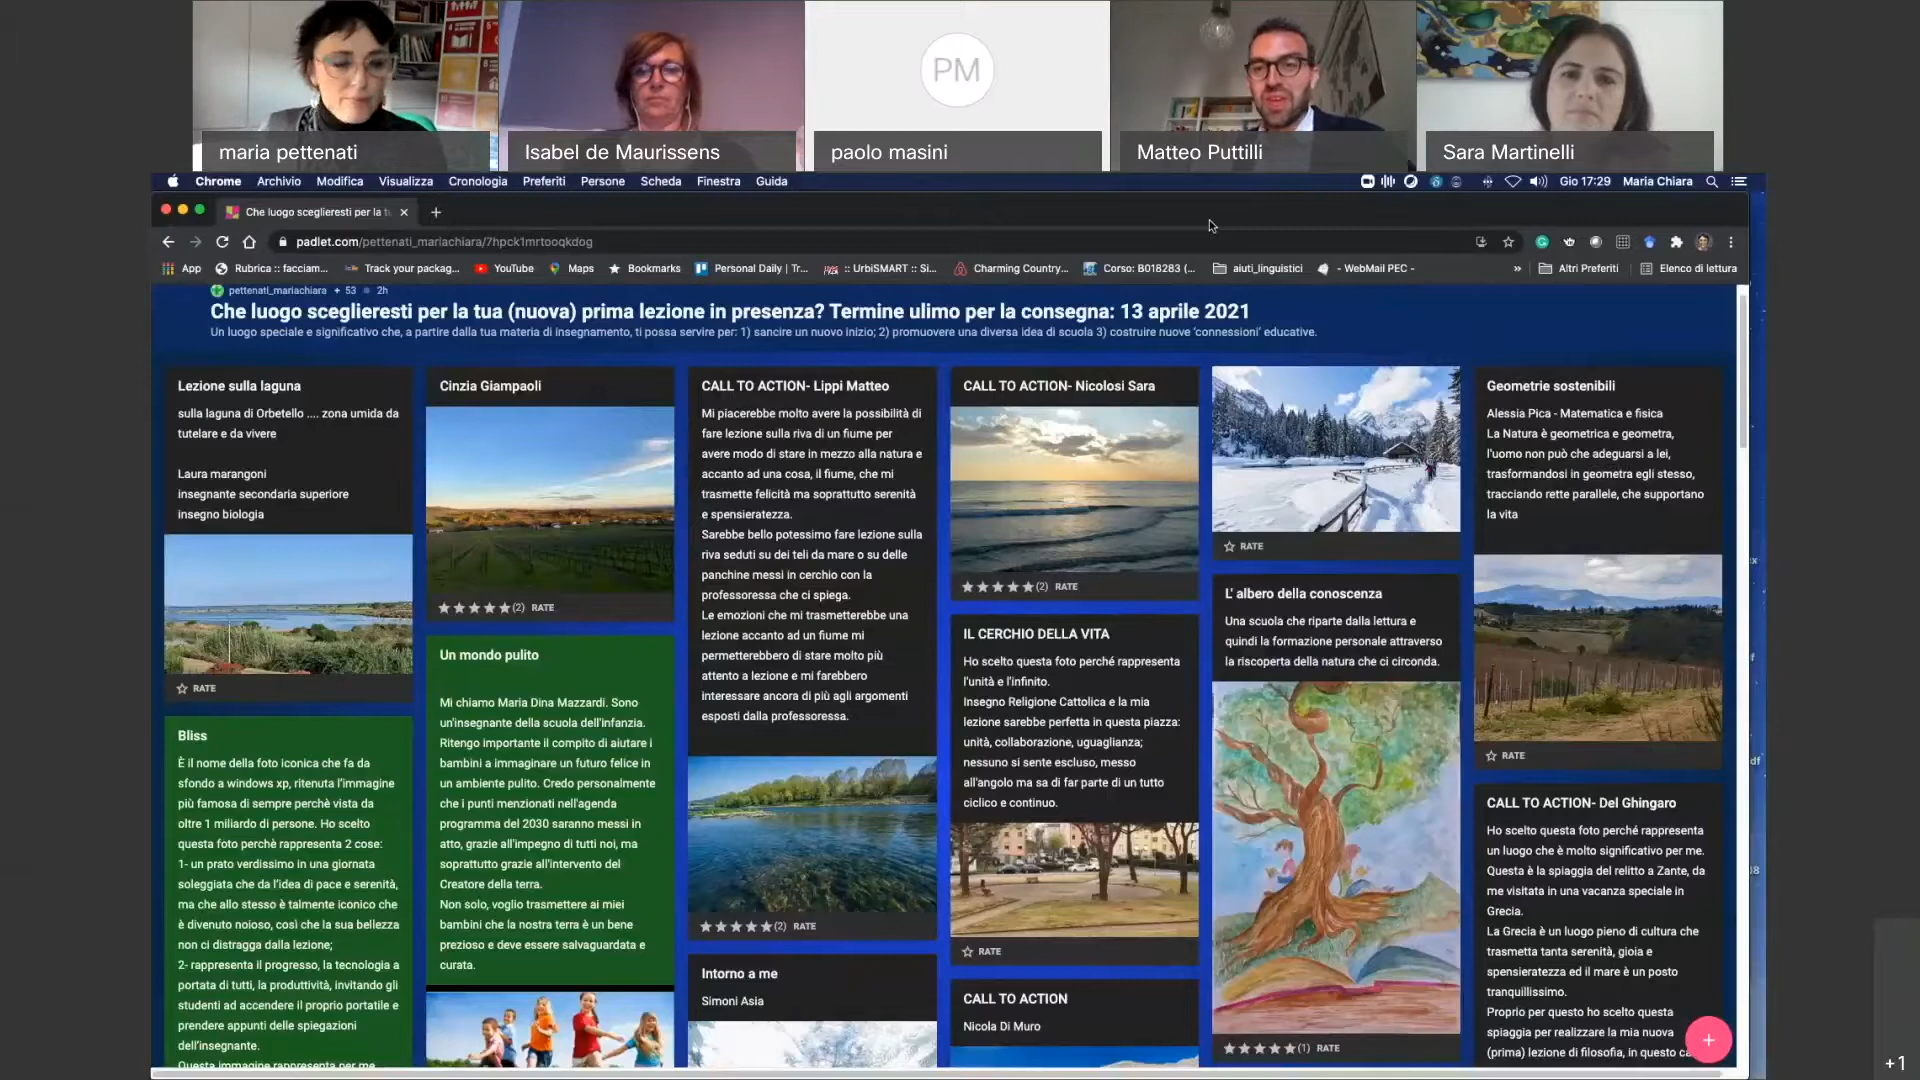 PM
maria pettenati
Isabel de Maurissens
paolo masini
Matteo Puttilli
Sara Martinelli
Chrome Archivio Modifica Visualizza Cronologia Preferiti Persone Scheda Finestra Guida
Gio 17:29 Maria Chiara
Che luogo sceglieresti per la t
padlet.com/pettenati_mariachiara/7hpck1mrtooqkdog
App Rubrica :: facciam... Track your packag... YouTube Maps Bookmarks Personal Daily | Tr... :: UrbiSMART :: Si... Charming Country... Corso: B018283 (... aiuti_linguistici - WebMail PEC - » Altri Preferiti Elenco di lettura
pettenati_mariachiara + 53 2h
Che luogo sceglieresti per la tua (nuova) prima lezione in presenza? Termine ulimo per la consegna: 13 aprile 2021
Un luogo speciale e significativo che, a partire dalla tua materia di insegnamento, ti possa servire per: 1) sancire un nuovo inizio; 2) promuovere una diversa idea di scuola 3) costruire nuove 'connessioni' educative.
Lezione sulla laguna
sulla laguna di Orbetello .... zona umida da
tutelare e da vivere
Laura marangoni
insegnante secondaria superiore
insegno biologia
RATE
Bliss
È il nome della foto iconica che fa da
sfondo a windows xp, ritenuta l'immagine
più famosa di sempre perchè vista da
oltre 1 miliardo di persone. Ho scelto
questa foto perchè rappresenta 2 cose:
1- un prato verdissimo in una giornata
soleggiata che da l'idea di pace e serenità,
ma che allo stesso è talmente iconico che
è divenuto noioso, così che la sua bellezza
non ci distragga dalla lezione;
2- rappresenta il progresso, la tecnologia a
portata di tutti, la produttività, invitando gli
studenti ad accendere il proprio portatile e
prendere appunti delle spiegazioni
dell'insegnante.
Questa immagine rappresenta per me
Cinzia Giampaoli
(2) RATE
Un mondo pulito
Mi chiamo Maria Dina Mazzardi. Sono
un'insegnante della scuola dell'infanzia.
Ritengo importante il compito di aiutare i
bambini a immaginare un futuro felice in
un ambiente pulito. Credo personalmente
che i punti menzionati nell'agenda
programma del 2030 saranno messi in
atto, grazie all'impegno di tutti noi, ma
soprattutto grazie all'intervento del
Creatore della terra.
Non solo, voglio trasmettere ai miei
bambini che la nostra terra è un bene
prezioso e deve essere salvaguardata e
curata.
CALL TO ACTION- Lippi Matteo
Mi piacerebbe molto avere la possibilità di
fare lezione sulla riva di un fiume per
avere modo di stare in mezzo alla natura e
accanto ad una cosa, il fiume, che mi
trasmette felicità ma soprattutto serenità
e spensieratezza.
Sarebbe bello potessimo fare lezione sulla
riva seduti su dei teli da mare o su delle
panchine messi in cerchio con la
professoressa che ci spiega.
Le emozioni che mi trasmetterebbe una
lezione accanto ad un fiume mi
permetterebbero di stare molto più
attento a lezione e mi farebbero
interessare ancora di più agli argomenti
esposti dalla professoressa.
(2) RATE
Intorno a me
Simoni Asia
CALL TO ACTION- Nicolosi Sara
(2) RATE
IL CERCHIO DELLA VITA
Ho scelto questa foto perché rappresenta
l'unità e l'infinito.
Insegno Religione Cattolica e la mia
lezione sarebbe perfetta in questa piazza:
unità, collaborazione, uguaglianza;
nessuno si sente escluso, messo
all'angolo ma sa di far parte di un tutto
ciclico e continuo.
RATE
CALL TO ACTION
Nicola Di Muro
RATE
L' albero della conoscenza
Una scuola che riparte dalla lettura e
quindi la formazione personale attraverso
la riscoperta della natura che ci circonda.
(1) RATE
Geometrie sostenibili
Alessia Pica - Matematica e fisica
La Natura è geometrica e geometra,
l'uomo non può che adeguarsi a lei,
trasformandosi in geometra egli stesso,
tracciando rette parallele, che supportano
la vita
RATE
CALL TO ACTION- Del Ghingaro
Ho scelto questa foto perché rappresenta
un luogo che è molto significativo per me.
Questa è la spiaggia del relitto a Zante, da
me visitata in una vacanza speciale in
Grecia.
La Grecia è un luogo pieno di cultura che
trasmetta tanta serenità, gioia e
spensieratezza ed il mare è un posto
tranquillissimo.
Proprio per questo ho scelto questa
spiaggia per realizzare la mia nuova
(prima) lezione di filosofia, in questo
+1